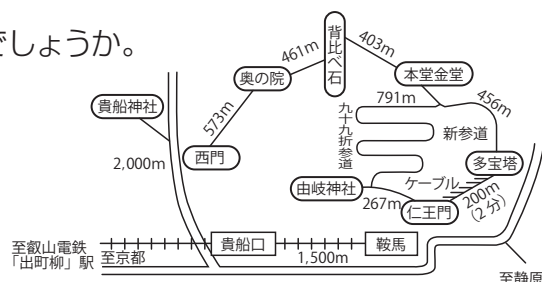 でしょうか。
背比べ石
461m
403m
奥の院
本堂金堂
貴船神社
791m
456m
573m
九十九折参道
新参道
2,000m
西門
多宝塔
ケーブル
由岐神社
200m
(2分)
267m
仁王門
至叡山電鉄
「出町柳」駅
至京都
貴船口
1,500m
鞍馬
至静原